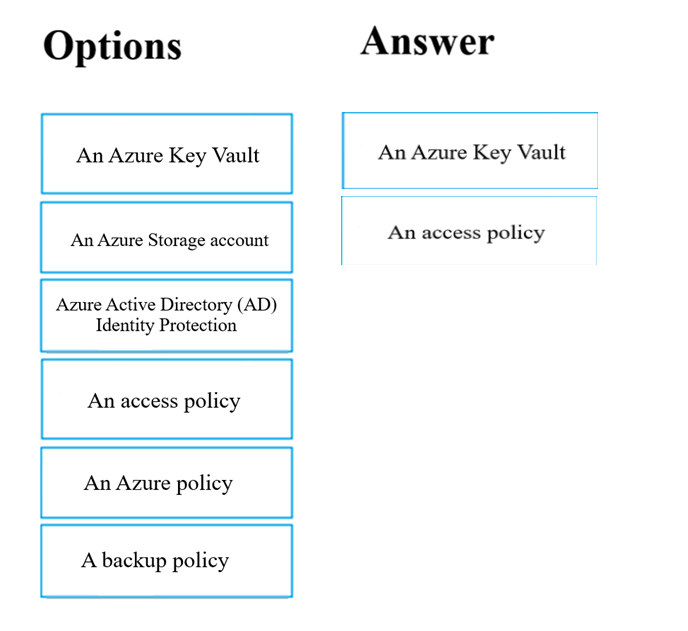 Options
Answer
An Azure Key Vault
An Azure Storage account
Azure Active Directory (AD)
Identity Protection
An access policy
An Azure policy
A backup policy
An Azure Key Vault
An access policy